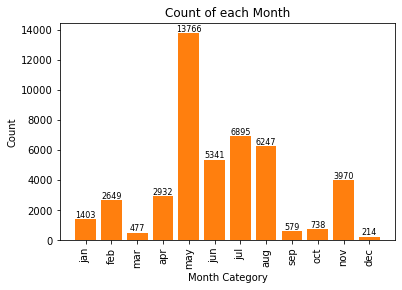 Count of each Month
Count
14000
12000
10000
8000
6000
4000
2000
0
1403
2649
477
2932
13766
5341
6895
6247
579
738
3970
214
jan
feb
mar
apr
may
jun
jul
aug
sep
oct
nov
dec
Month Category